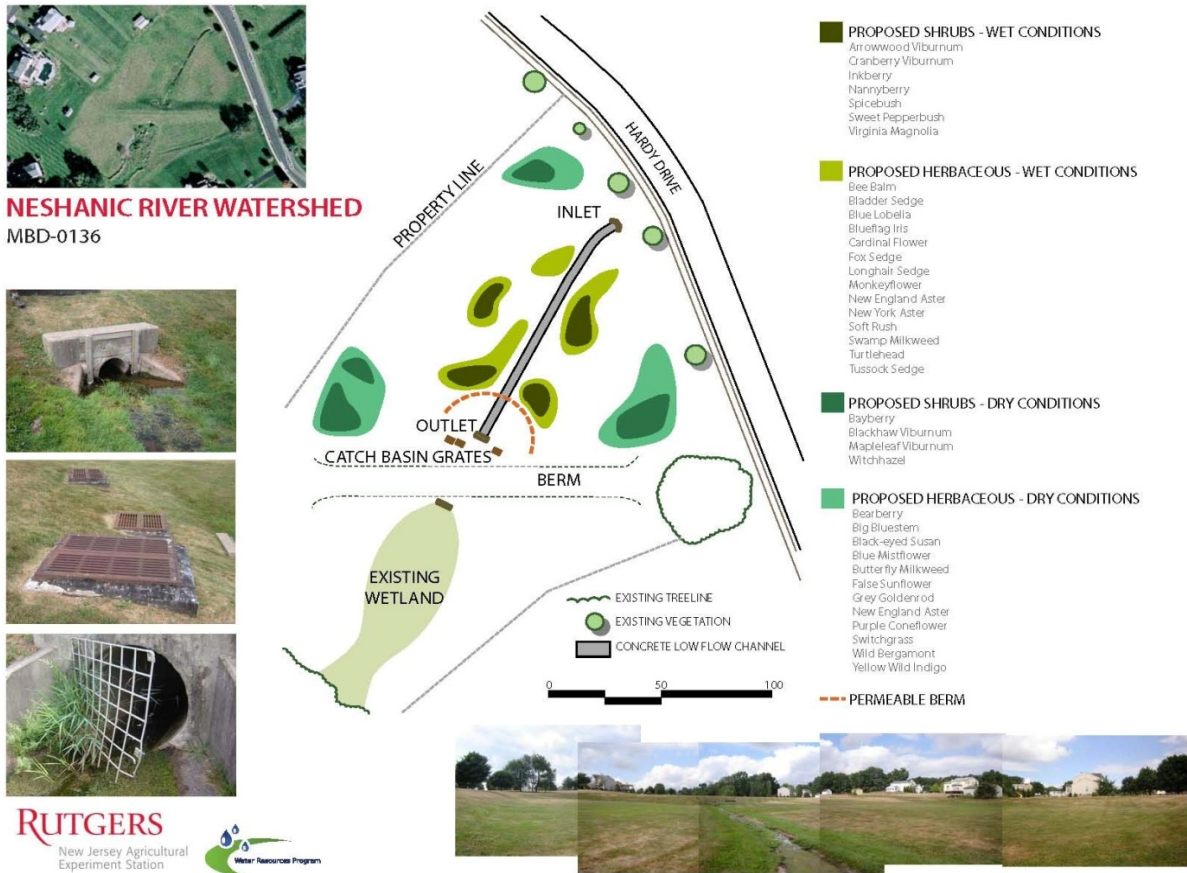 NESHANIC RIVER WATERSHED
MBD-0136
PROPERTY LINE
HARDY DRIVE
INLET
OUTLET
CATCH BASIN GRATES
BERM
EXISTING
WETLAND
EXISTING TREELINE
EXISTING VEGETATION
CONCRETE LOW FLOW CHANNEL
0 50 100
PROPOSED SHRUBS - WET CONDITIONS
Arrowwood Viburnum
Cranberry Viburnum
Inkberry
Nannyberry
Spicebush
Sweet Pepperbush
Virginia Magnolia
PROPOSED HERBACEOUS - WET CONDITIONS
Bee Balm
Bladder Sedge
Blue Lobelia
Blueflag Iris
Cardinal Flower
Fox Sedge
Longhair Sedge
Monkeyflower
New England Aster
New York Aster
Soft Rush
Swamp Milkweed
Turtlehead
Tussock Sedge
PROPOSED SHRUBS - DRY CONDITIONS
Bayberry
Blackhaw Viburnum
Mapleleaf Viburnum
Witchhazel
PROPOSED HERBACEOUS - DRY CONDITIONS
Bearberry
Big Bluestem
Black-eyed Susan
Blue Mistflower
Butterfly Milkweed
False Sunflower
Grey Goldenrod
New England Aster
Purple Coneflower
Switchgrass
Wild Bergamont
Yellow Wild Indigo
PERMEABLE BERM
RUTGERS
New Jersey Agricultural
Experiment Station
Water Resources Program